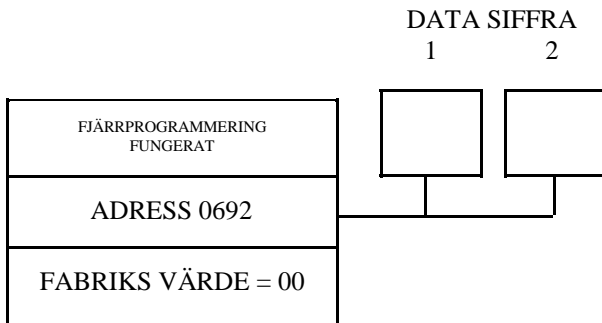 DATA SIFFRA
1 2
FJÄRRPROGRAMMERING
FUNGERAT
ADRESS 0692
FABRIKS VÄRDE = 00